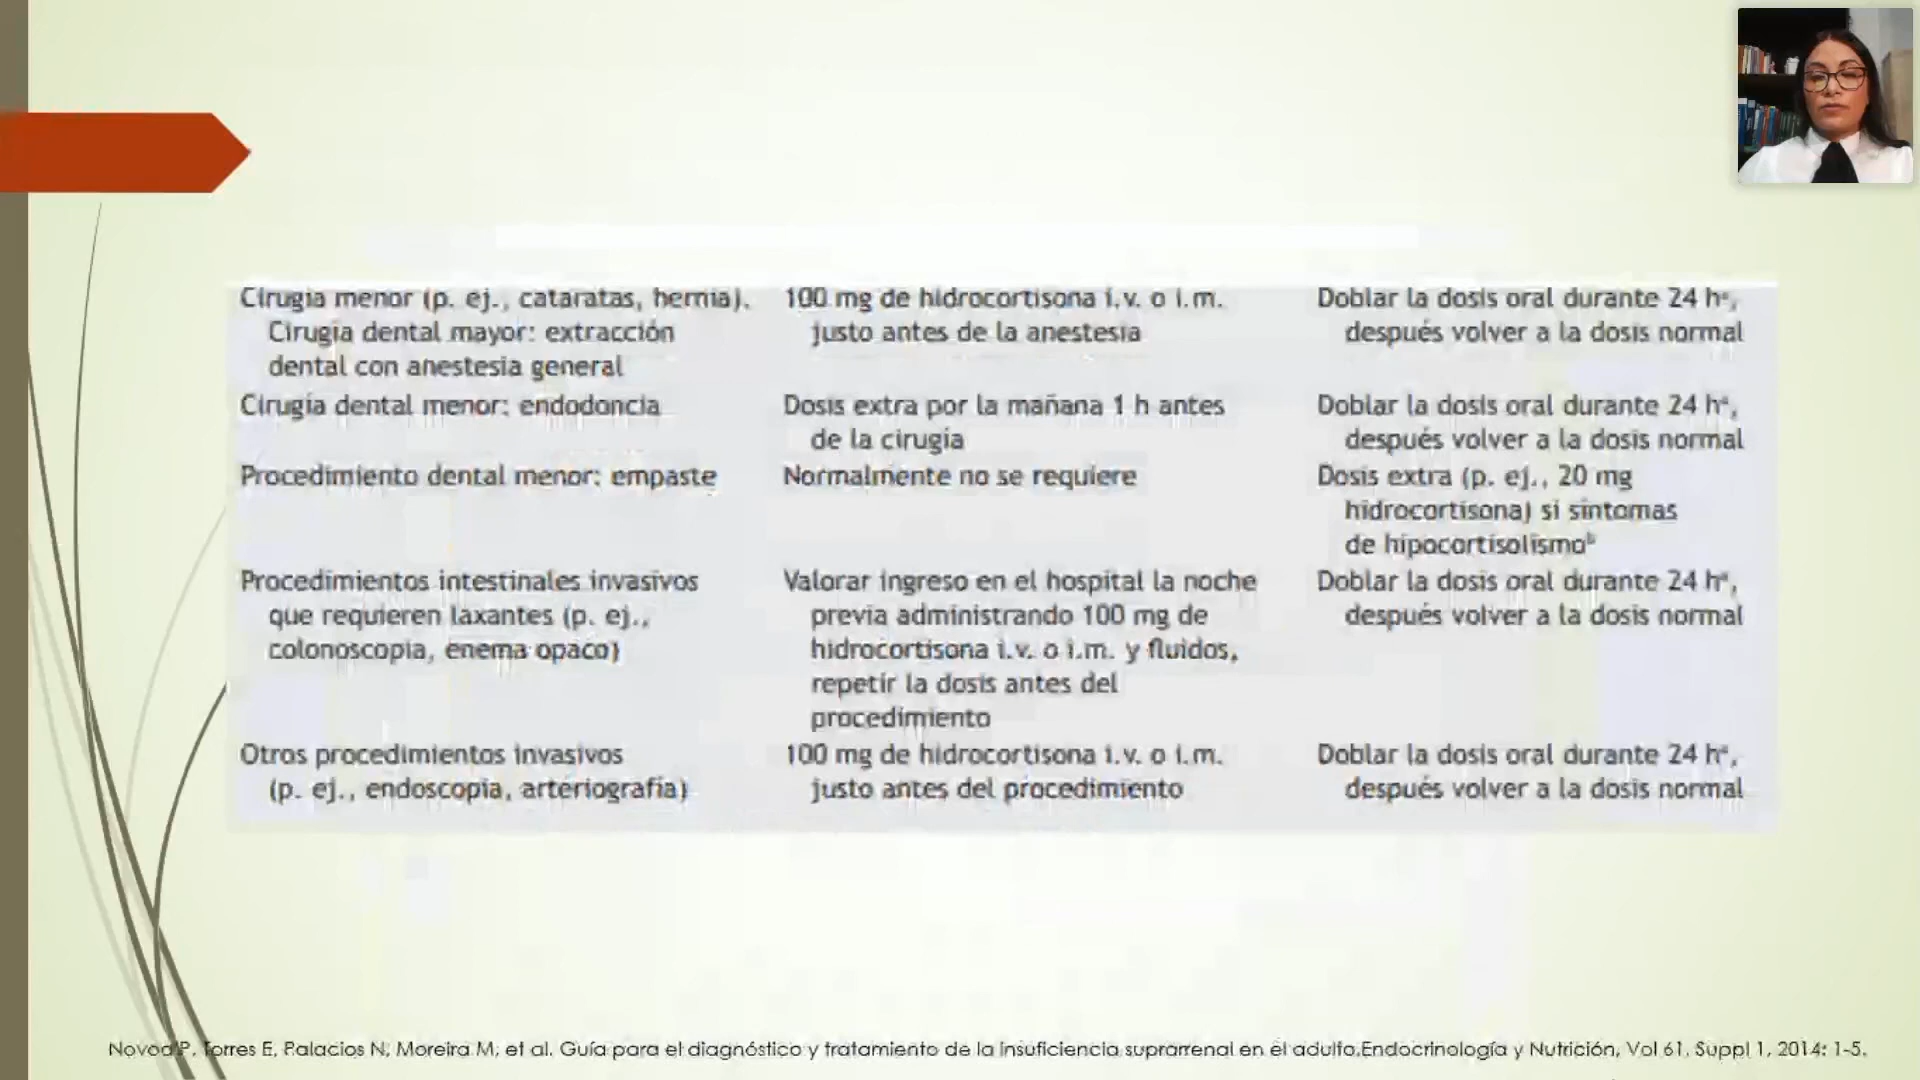 Cirugía menor (p. ej., cataratas, hernia).
Cirugía dental mayor: extracción
dental con anestesia general
100 mg de hidrocortisona i.v. o i.m.
justo antes de la anestesia
Doblar la dosis oral durante 24 hª,
después volver a la dosis normal
Cirugía dental menor: endodoncia
Dosis extra por la mañana 1 h antes
de la cirugía
Doblar la dosis oral durante 24 hª,
después volver a la dosis normal
Procedimiento dental menor: empaste
Normalmente no se requiere
Dosis extra (p. ej., 20 mg
hidrocortisona) si síntomas
de hipocortisolismoᵇ
Procedimientos intestinales invasivos
que requieren laxantes (p. ej.,
colonoscopia, enema opaco)
Valorar ingreso en el hospital la noche
previa administrando 100 mg de
hidrocortisona i.v. o i.m. y fluidos,
repetir la dosis antes del
procedimiento
Doblar la dosis oral durante 24 hª,
después volver a la dosis normal
Otros procedimientos invasivos
(p. ej., endoscopia, arteriografía)
100 mg de hidrocortisona i.v. o i.m.
justo antes del procedimiento
Doblar la dosis oral durante 24 hª,
después volver a la dosis normal
P, Torres E, Palacios N, Moreira M, et al. Guía para el diagnóstico y tratamiento de la insuficiencia suprarrenal en el adulto.Endocrinología y Nutrición, Vol 61, Suppl 1, 2014: 1-5.